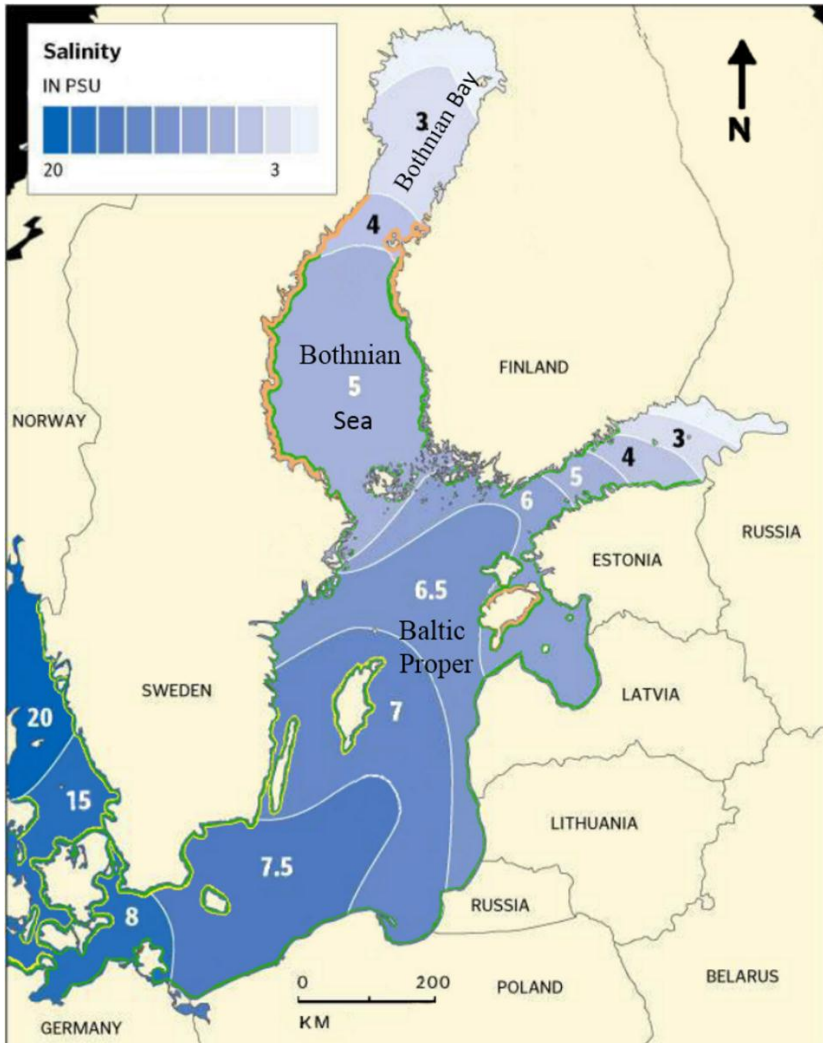 Salinity
IN PSU
20 3
N
3
Bothnian Bay
4
Bothnian
5
Sea
FINLAND
NORWAY
3
4
5
6
RUSSIA
ESTONIA
6.5
Baltic
Proper
SWEDEN
LATVIA
7
20
15
LITHUANIA
7.5
RUSSIA
8
0 200
KM
POLAND
BELARUS
GERMANY